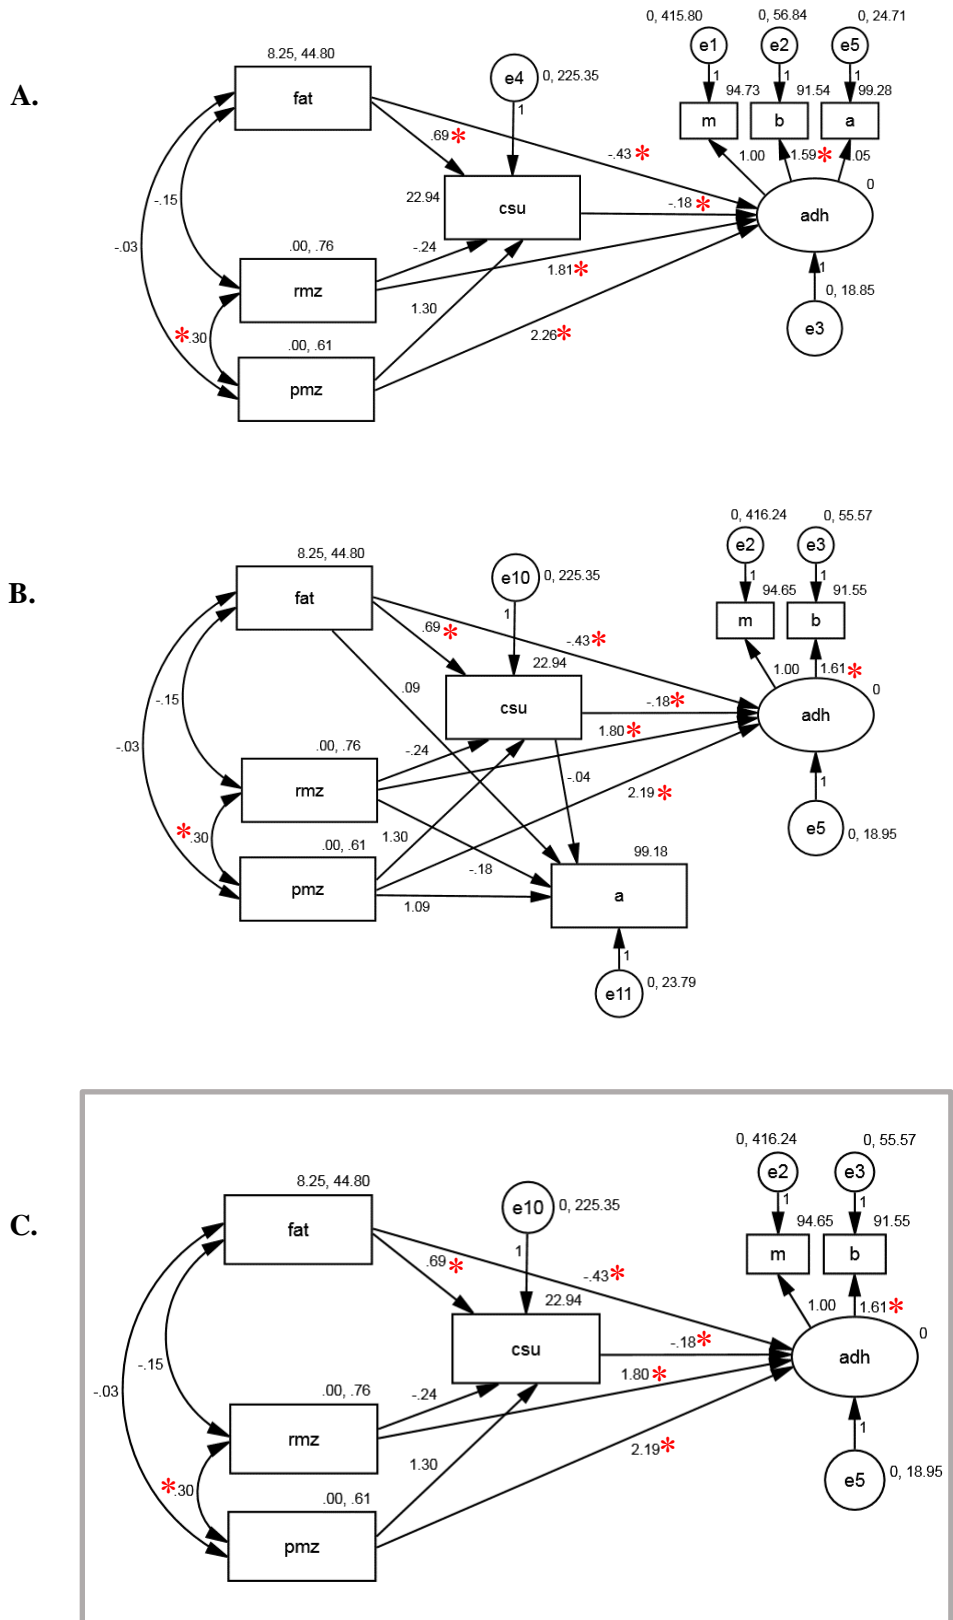 A.
0, 415.80
0, 56.84
0, 24.71
e1
e2
e5
1
1
1
94.73
91.54
99.28
m
b
a
8.25, 44.80
fat
e4
0, 225.35
1
.69*
-.43*
1.00
1.59*
.05
0
22.94
csu
-.18*
adh
-.15
-.03
.00, .76
rmz
-.24
1.81*
1
0, 18.85
e3
1.30
2.26*
*.30
.00, .61
pmz
B.
0, 416.24
0, 55.57
e2
e3
1
1
94.65
91.55
m
b
8.25, 44.80
fat
e10
0, 225.35
1
.69*
-.43*
1.00
1.61*
0
22.94
csu
.09
-.18*
adh
-.15
-.03
.00, .76
rmz
-.24
1.80*
-.04
2.19*
1
e5
0, 18.95
*.30
1.30
.00, .61
pmz
-.18
1.09
99.18
a
1
e11
0, 23.79
C.
0, 416.24
0, 55.57
e2
e3
1
1
94.65
91.55
m
b
8.25, 44.80
fat
e10
0, 225.35
1
.69*
-.43*
1.00
1.61*
0
22.94
csu
-.18*
adh
-.15
-.03
.00, .76
rmz
-.24
1.80*
1
2.19*
1.30
e5
0, 18.95
*.30
.00, .61
pmz